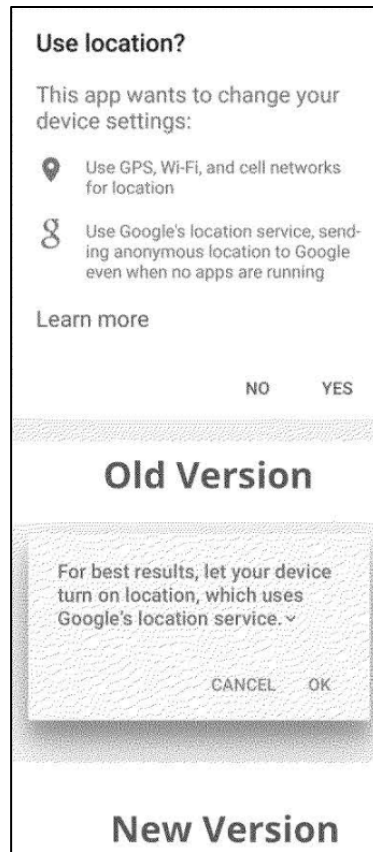 Use location?
This app wants to change your
device settings:
Use GPS, Wi-Fi, and cell networks
for location
Use Google's location service, send-
ing anonymous location to Google
even when no apps are running
Learn more
NO YES
Old Version
For best results, let your device
turn on location, which uses
Google's location service.
CANCEL OK
New Version